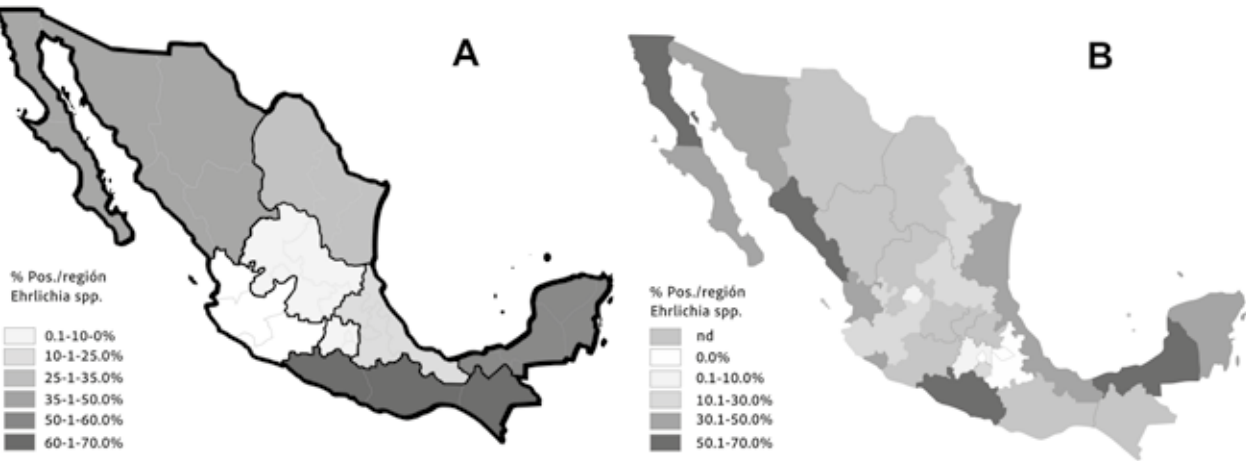 A
% Pos./región
Ehrlichia spp.
0.1-10-0%
10-1-25.0%
25-1-35.0%
35-1-50.0%
50-1-60.0%
60-1-70.0%
B
% Pos./región
Ehrlichia spp.
nd
0.0%
0.1-10.0%
10.1-30.0%
30.1-50.0%
50.1-70.0%